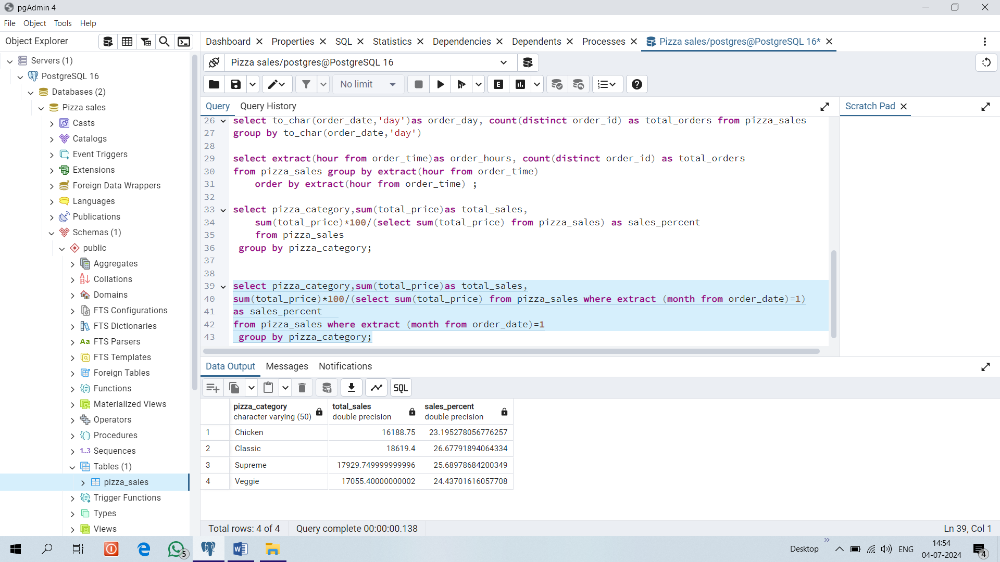 pgAdmin 4
File Object Tools Help
Object Explorer
Dashboard Properties SQL Statistics Dependencies Dependents Processes Pizza sales/postgres@PostgreSQL 16*
Servers (1)
PostgreSQL 16
Databases (2)
Pizza sales
Casts
Catalogs
Event Triggers
Extensions
Foreign Data Wrappers
Languages
Publications
Schemas (1)
public
Aggregates
Collations
Domains
FTS Configurations
FTS Dictionaries
Aa FTS Parsers
FTS Templates
Foreign Tables
Functions
Materialized Views
Operators
Procedures
1..3 Sequences
Tables (1)
pizza_sales
Trigger Functions
Types
Views
Pizza sales/postgres@PostgreSQL 16
No limit
E
Query Query History
Scratch Pad
26 select to_char(order_date,'day')as order_day, count(distinct order_id) as total_orders from pizza_sales
27 group by to_char(order_date,'day')
28
29 select extract(hour from order_time)as order_hours, count(distinct order_id) as total_orders
30 from pizza_sales group by extract(hour from order_time)
31 order by extract(hour from order_time) ;
32
33 select pizza_category,sum(total_price)as total_sales,
34 sum(total_price)*100/(select sum(total_price) from pizza_sales) as sales_percent
35 from pizza_sales
36 group by pizza_category;
37
38
39 select pizza_category,sum(total_price)as total_sales,
40 sum(total_price)*100/(select sum(total_price) from pizza_sales where extract (month from order_date)=1)
41 as sales_percent
42 from pizza_sales where extract (month from order_date)=1
43 group by pizza_category;
Data Output Messages Notifications
SQL
pizza_category total_sales sales_percent
character varying (50) double precision double precision
1 Chicken 16188.75 23.195278056776257
2 Classic 18619.4 26.67791894064334
3 Supreme 17929.749999999996 25.68978684200349
4 Veggie 17055.40000000002 24.43701616057708
Total rows: 4 of 4 Query complete 00:00:00.138 Ln 39, Col 1
5
Desktop
ENG
14:54
04-07-2024
4